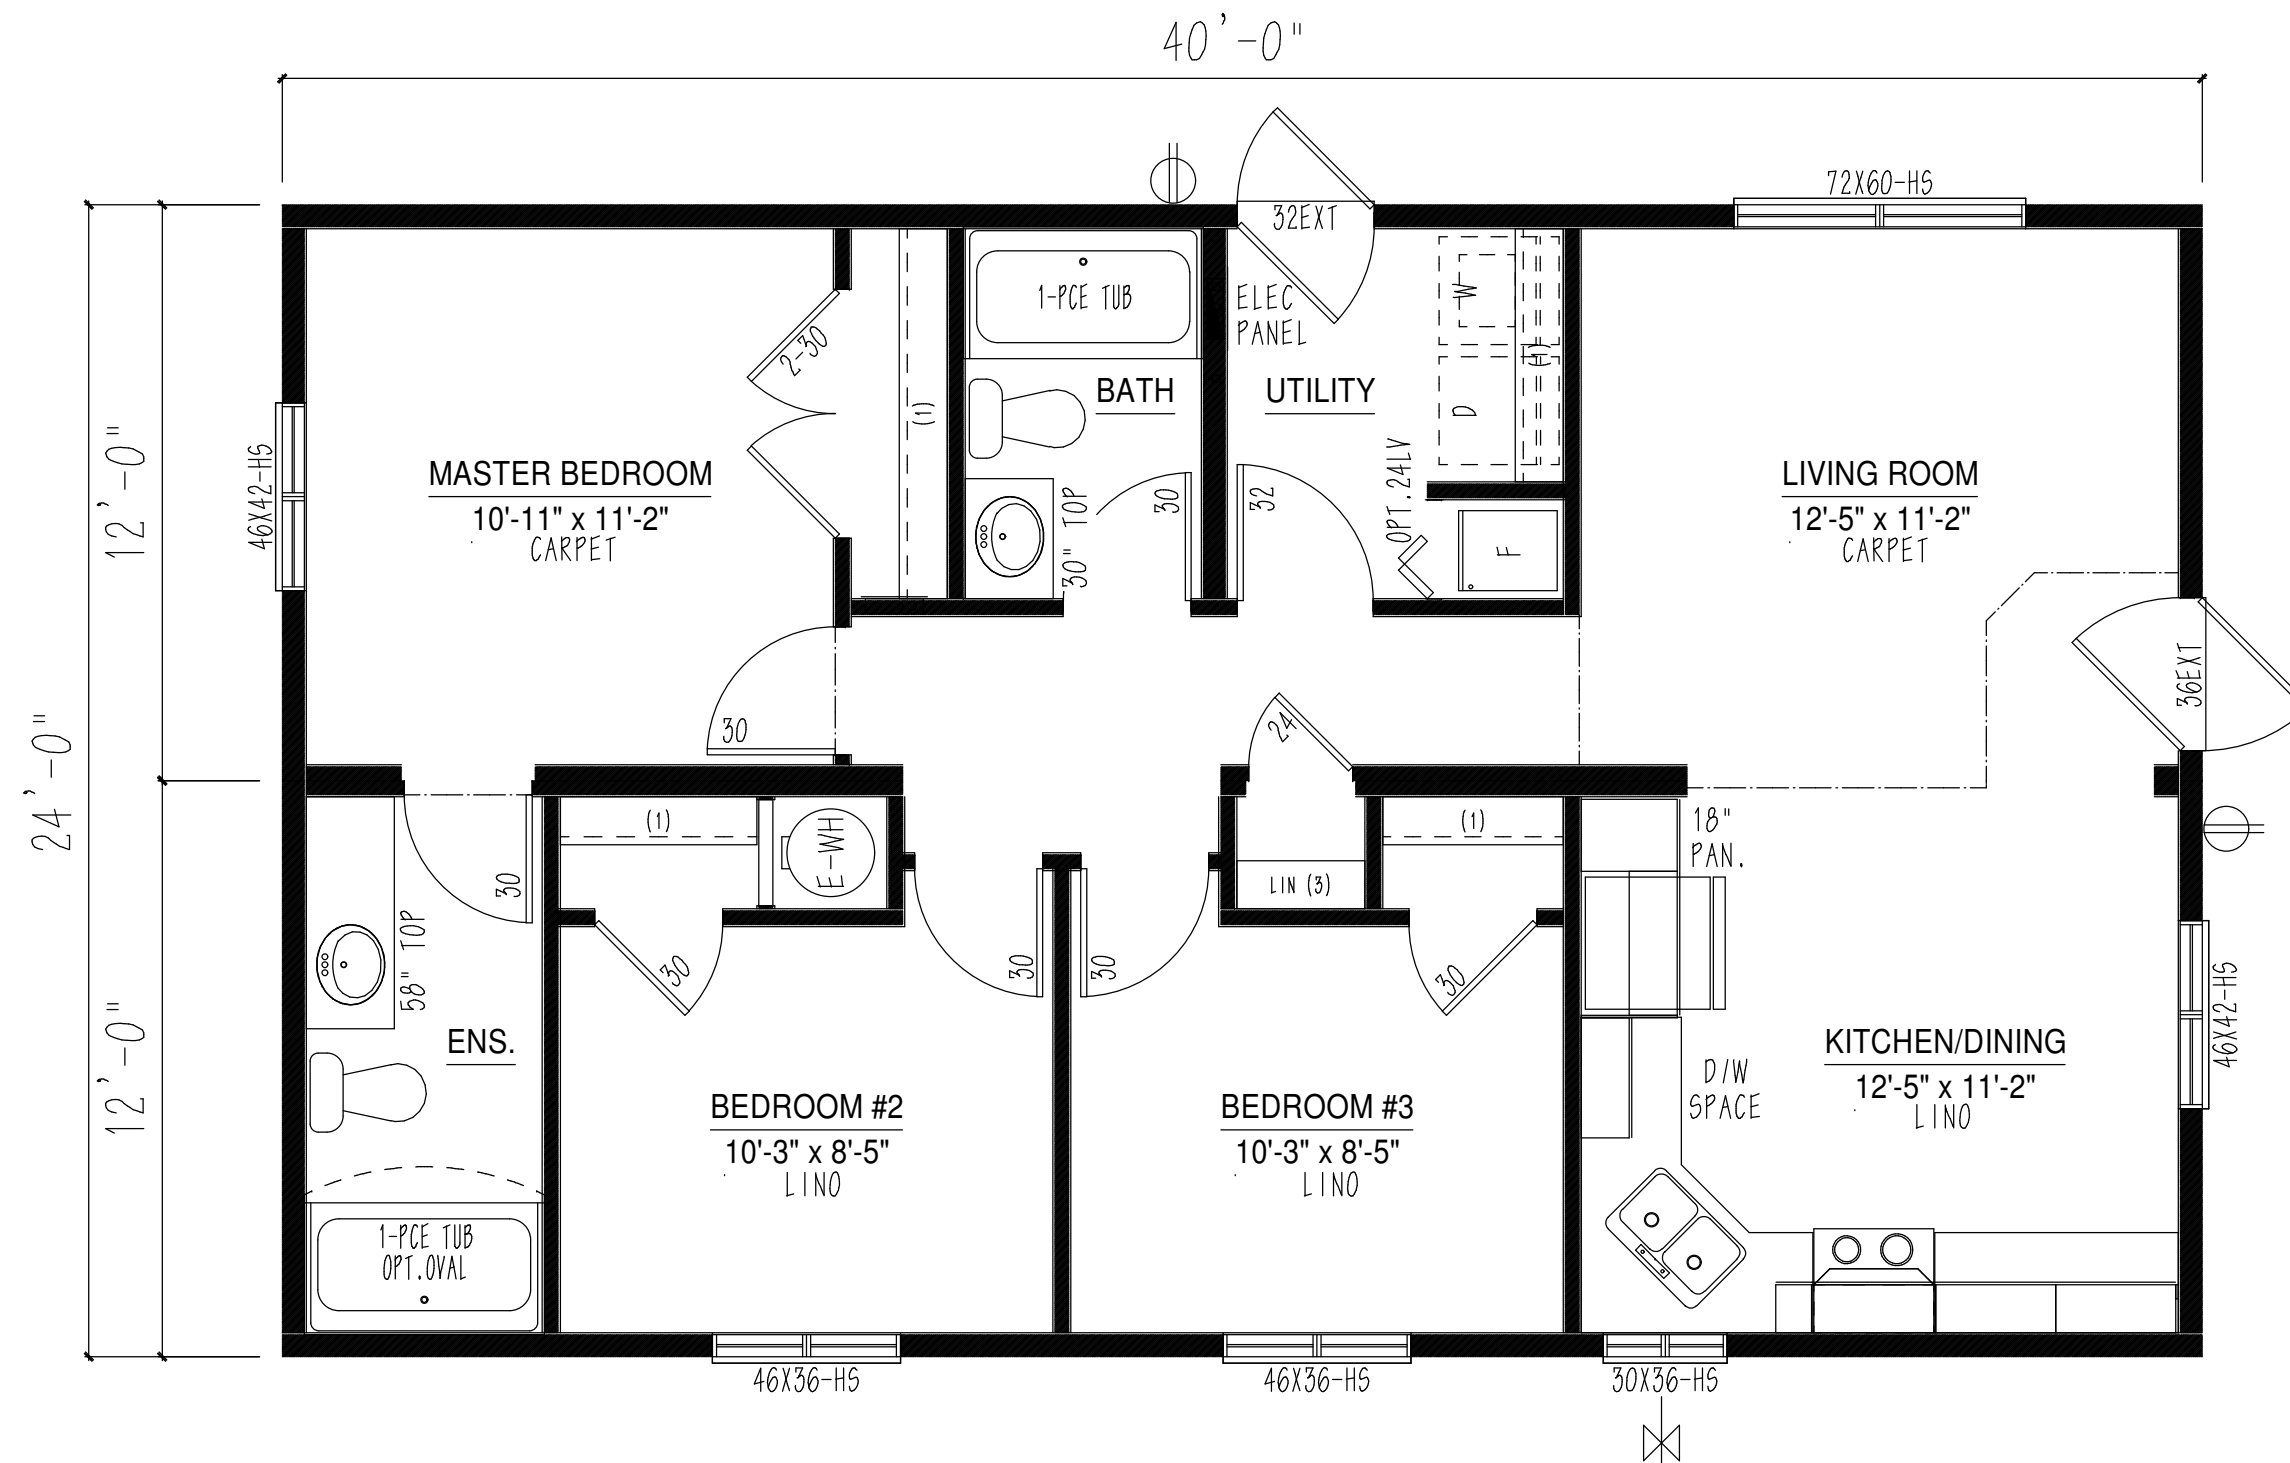 40'-0"
72X60-HS
32EXT
1-PCE TUB
ELEC
PANEL
W
(1)
2-30
BATH
UTILITY
D
(1)
12'-0"
46X42-HS
MASTER BEDROOM
10'-11" x 11'-2"
CARPET
30" TOP
30
32
OPT.24LV
F
LIVING ROOM
12'-5" x 11'-2"
CARPET
36EXT
30
24
24'-0"
(1)
E-WH
(1)
18"
PAN.
LIN (3)
30
58" TOP
30
30
30
30
46X42-HS
ENS.
KITCHEN/DINING
12'-5" x 11'-2"
LINO
12'-0"
D/W
SPACE
BEDROOM #2
10'-3" x 8'-5"
LINO
BEDROOM #3
10'-3" x 8'-5"
LINO
1-PCE TUB
OPT.OVAL
46X36-HS
46X36-HS
30X36-HS